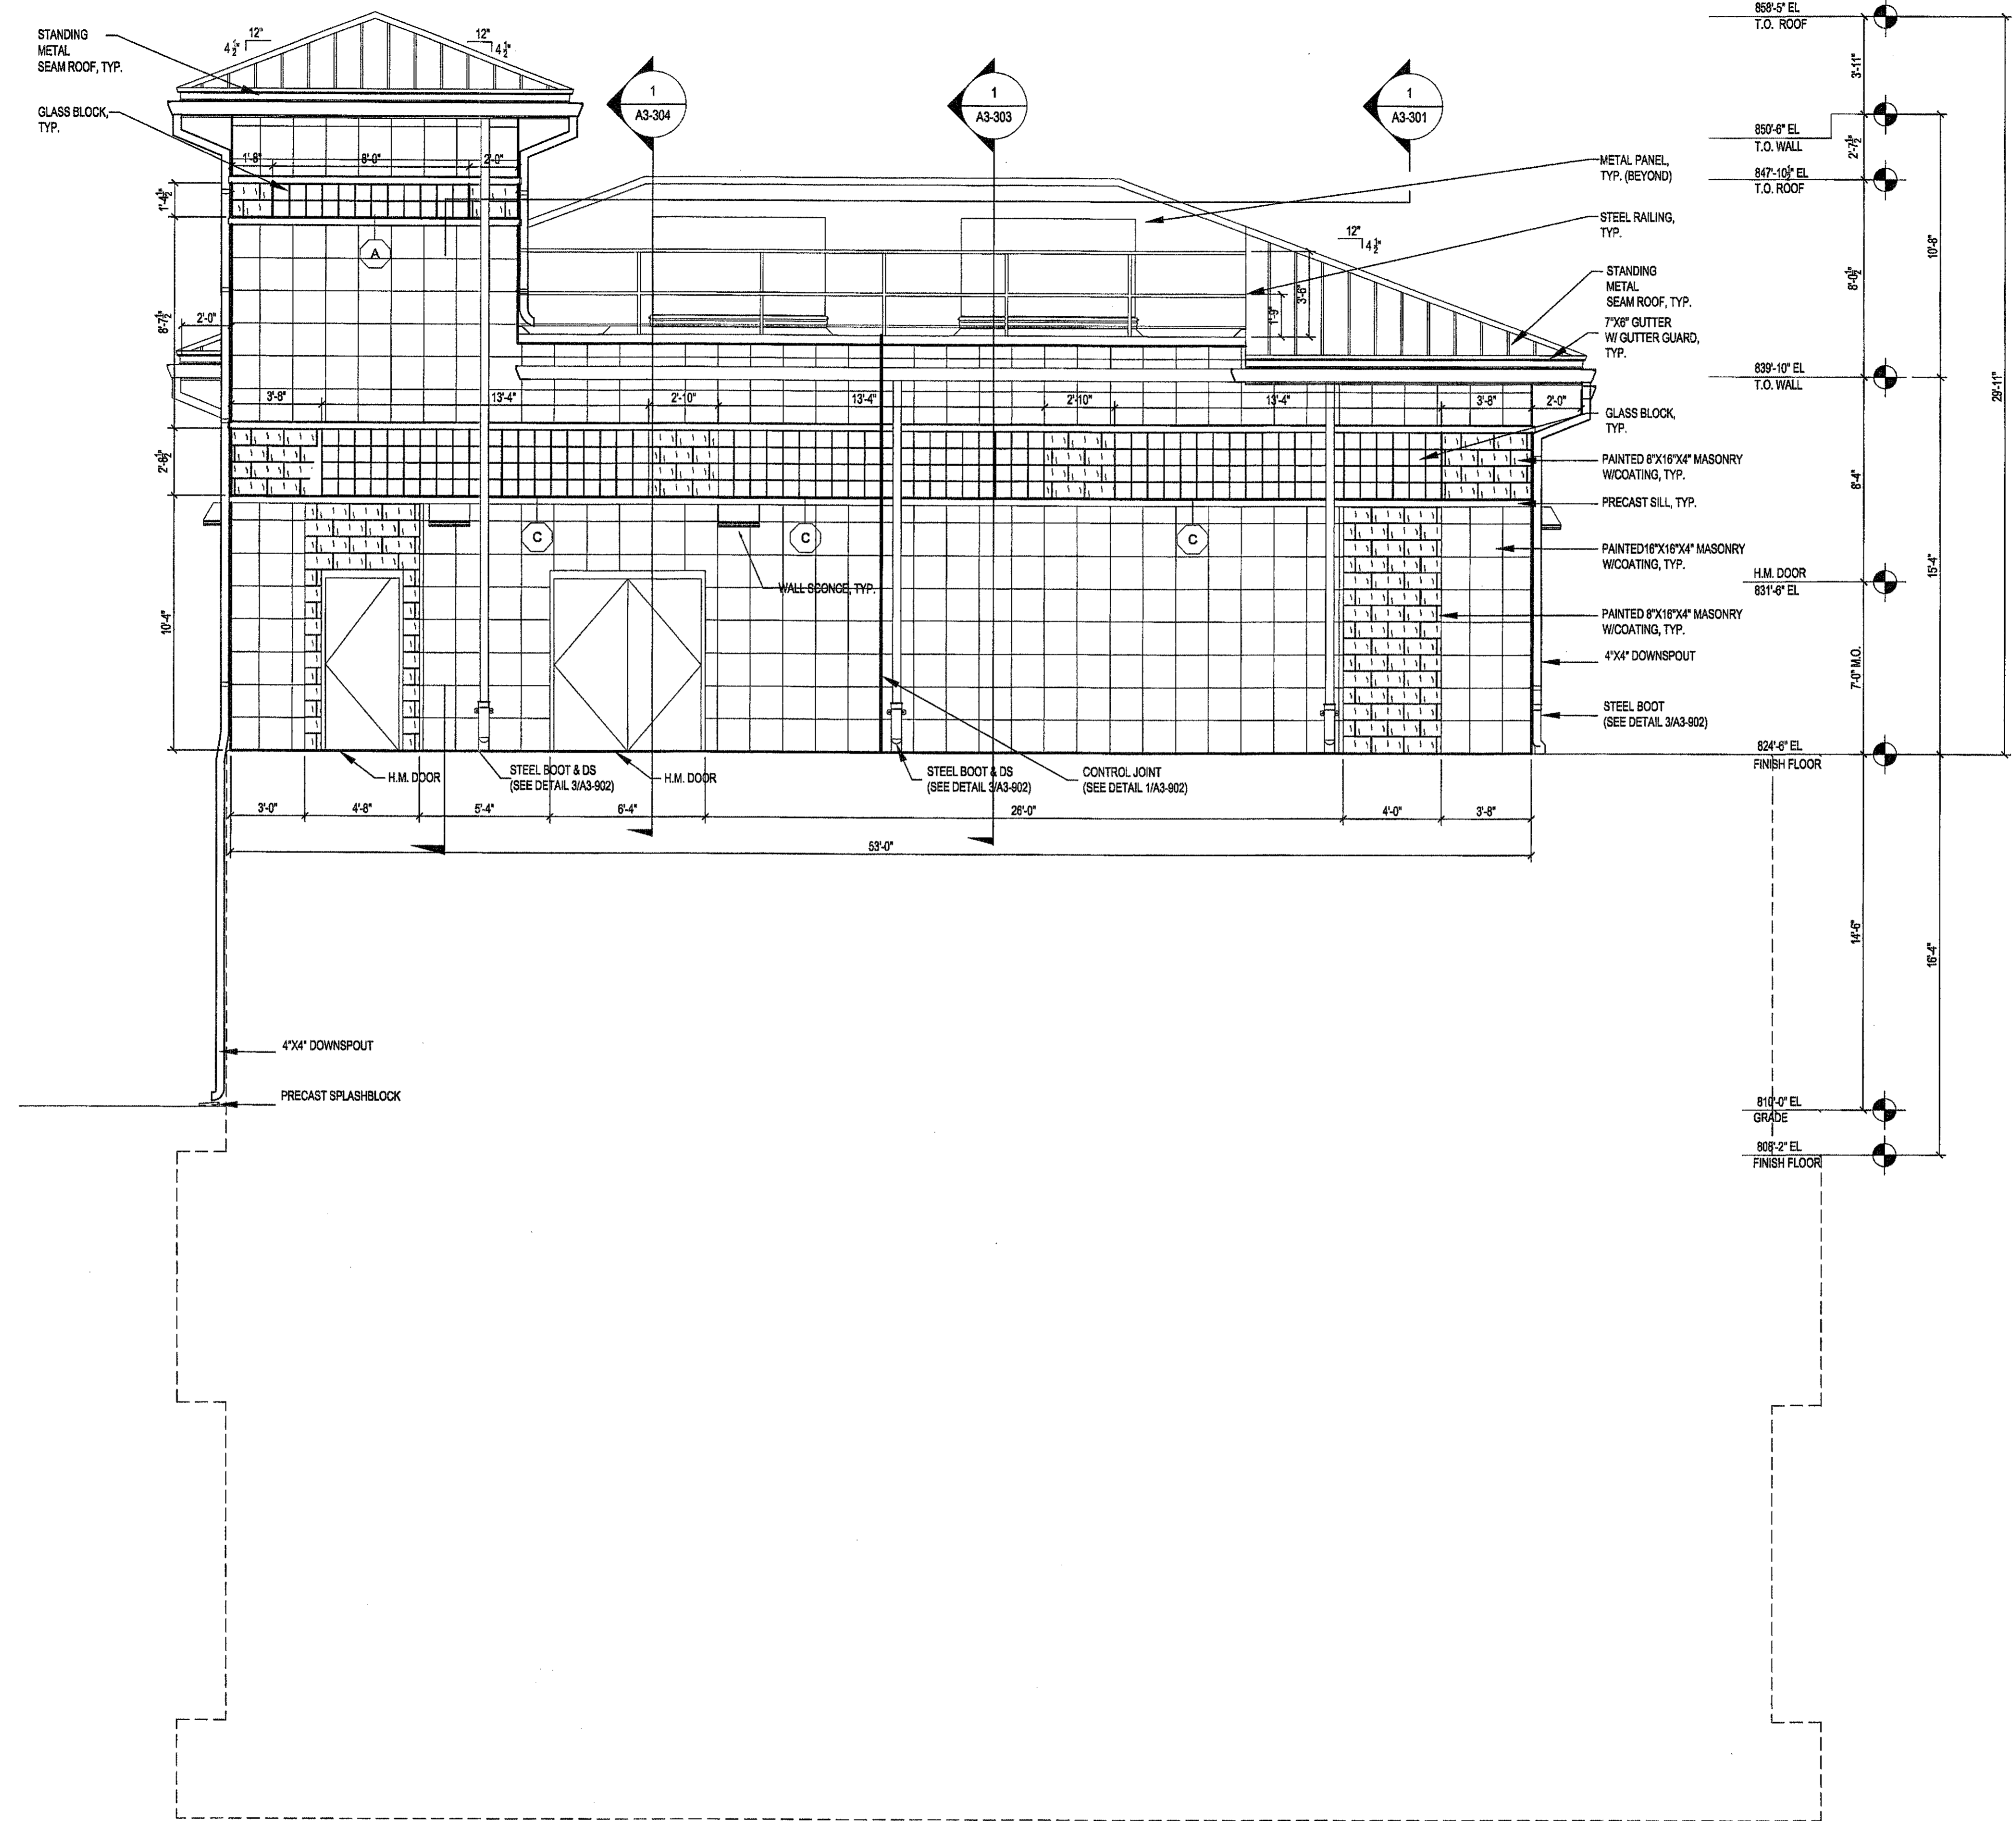 STANDING
METAL
SEAM ROOF, TYP.
GLASS BLOCK,
TYP.
12"
4 1/2"
12"
4 1/2"
1
A3-304
1
A3-303
1
A3-301
858'-5" EL
T.O. ROOF
850'-6" EL
T.O. WALL
847'-10 1/2" EL
T.O. ROOF
839'-10" EL
T.O. WALL
H.M. DOOR
831'-6" EL
824'-6" EL
FINISH FLOOR
810'-0" EL
GRADE
808'-2" EL
FINISH FLOOR
3'-11"
2'-7 1/2"
8'-0 1/2"
8'-4"
7'-0" M.O.
14'-6"
10'-8"
15'-4"
16'-4"
29'-11"
METAL PANEL,
TYP. (BEYOND)
STEEL RAILING,
TYP.
12"
4 1/2"
STANDING
METAL
SEAM ROOF, TYP.
7"X6" GUTTER
W/ GUTTER GUARD,
TYP.
GLASS BLOCK,
TYP.
PAINTED 8"X16"X4" MASONRY
W/COATING, TYP.
PRECAST SILL, TYP.
PAINTED16"X16"X4" MASONRY
W/COATING, TYP.
PAINTED 8"X16"X4" MASONRY
W/COATING, TYP.
4"X4" DOWNSPOUT
STEEL BOOT
(SEE DETAIL 3/A3-902)
1'-8"
8'-0"
2'-0"
1'-4 1/2"
8'-7 1/2"
2'-0"
2'-8 1/2"
10'-4"
A
1'-9"
3'-6"
3'-8"
13'-4"
2'-10"
13'-4"
2'-10"
13'-4"
3'-8"
2'-0"
C
C
C
WALL SCONCE, TYP.
H.M. DOOR
STEEL BOOT & DS
(SEE DETAIL 3/A3-902)
H.M. DOOR
STEEL BOOT & DS
(SEE DETAIL 3/A3-902)
CONTROL JOINT
(SEE DETAIL 1/A3-902)
3'-0"
4'-8"
5'-4"
6'-4"
26'-0"
4'-0"
3'-8"
53'-0"
4"X4" DOWNSPOUT
PRECAST SPLASHBLOCK